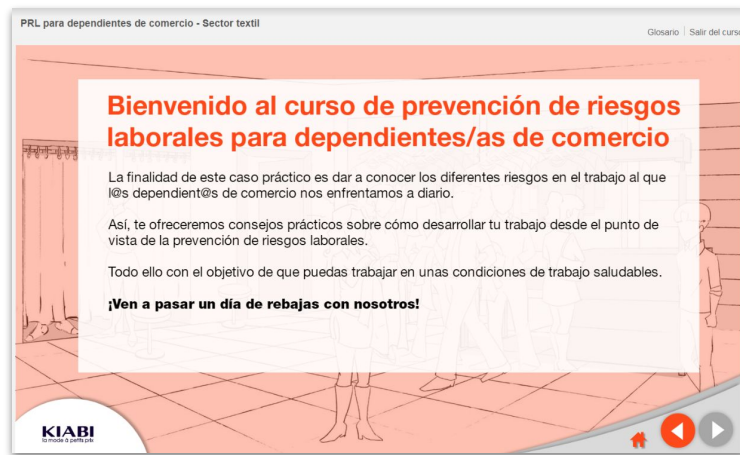 PRL para dependientes de comercio - Sector textil
Glosario | Salir del curso
Bienvenido al curso de prevención de riesgos
laborales para dependientes/as de comercio
La finalidad de este caso práctico es dar a conocer los diferentes riesgos en el trabajo al que
l@s dependient@s de comercio nos enfrentamos a diario.
Así, te ofreceremos consejos prácticos sobre cómo desarrollar tu trabajo desde el punto de
vista de la prevención de riesgos laborales.
Todo ello con el objetivo de que puedas trabajar en unas condiciones de trabajo saludables.
¡Ven a pasar un día de rebajas con nosotros!
KIABI
la mode à petits prix